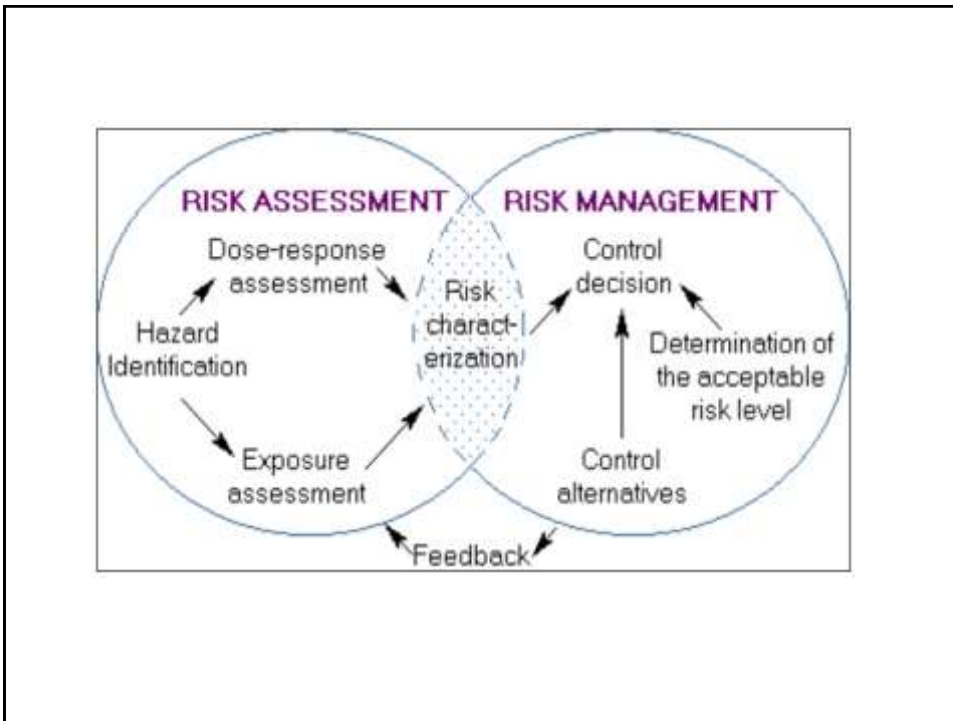 RISK ASSESSMENT
Dose-response
assessment
Hazard
Identification
Exposure
assessment
Risk
charact-
erization
RISK MANAGEMENT
Control
decision
Determination of
the acceptable
risk level
Control
alternatives
Feedback